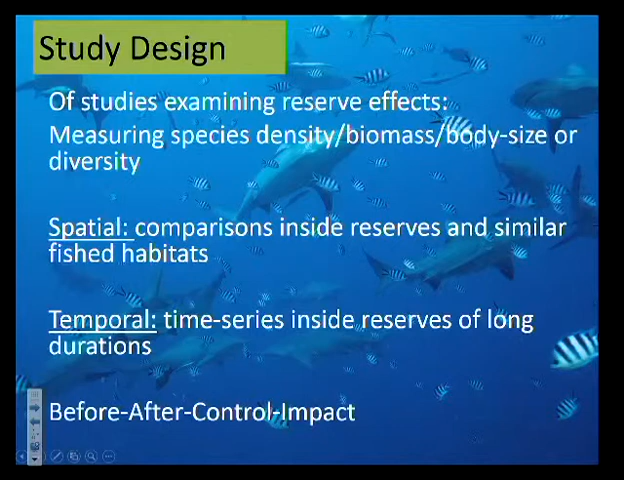 Study Design
Of studies examining reserve effects:
Measuring species density/biomass/body-size or
diversity
Spatial: comparisons inside reserves and similar
fished habitats
Temporal: time-series inside reserves of long
durations
Before-After-Control-Impact